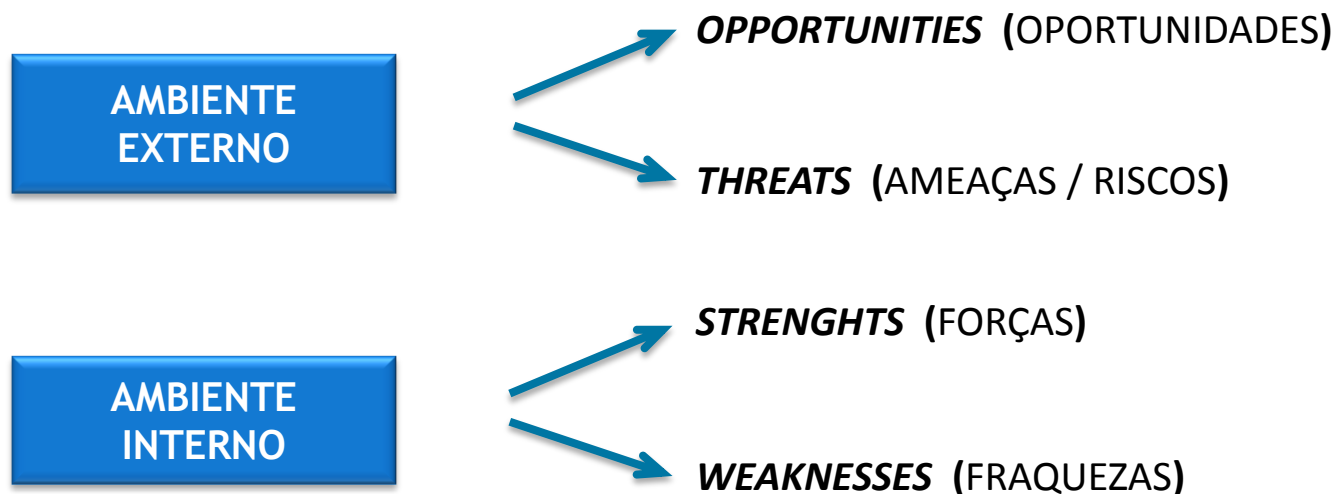 AMBIENTE
EXTERNO
OPPORTUNITIES (OPORTUNIDADES)
THREATS (AMEAÇAS / RISCOS)
AMBIENTE
INTERNO
STRENGHTS (FORÇAS)
WEAKNESSES (FRAQUEZAS)